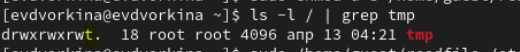 [evdvorkina@evdvorkina ~]$ ls -l / | grep tmp
drwxrwxrwt.  18 root root 4096 апр 13 04:21 tmp